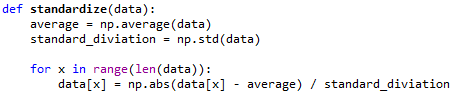 def standardize(data):
    average = np.average(data)
    standard_diviation = np.std(data)

    for x in range(len(data)):
        data[x] = np.abs(data[x] - average) / standard_diviation